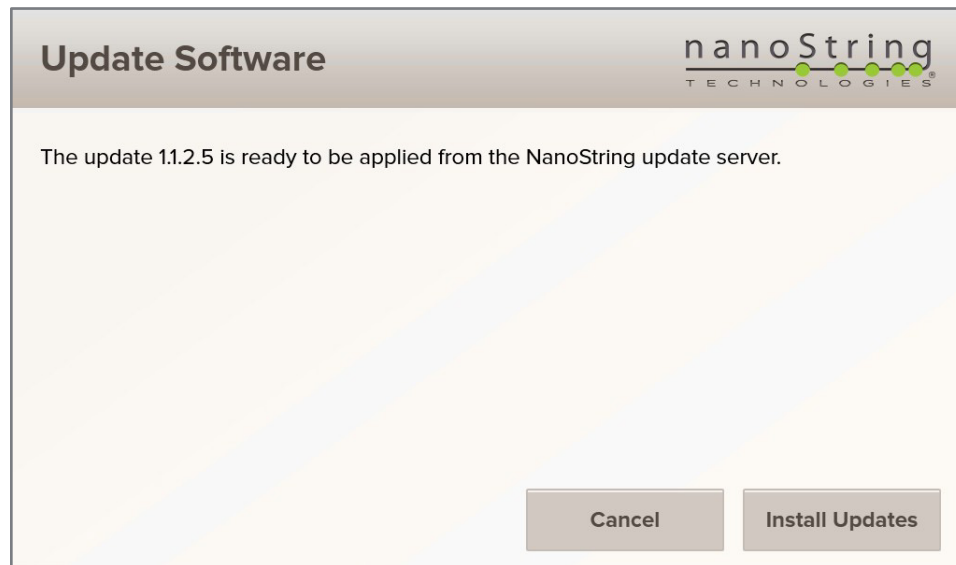 Update Software
nanoString
TECHNOLOGIES®
The update 1.1.2.5 is ready to be applied from the NanoString update server.
Cancel
Install Updates